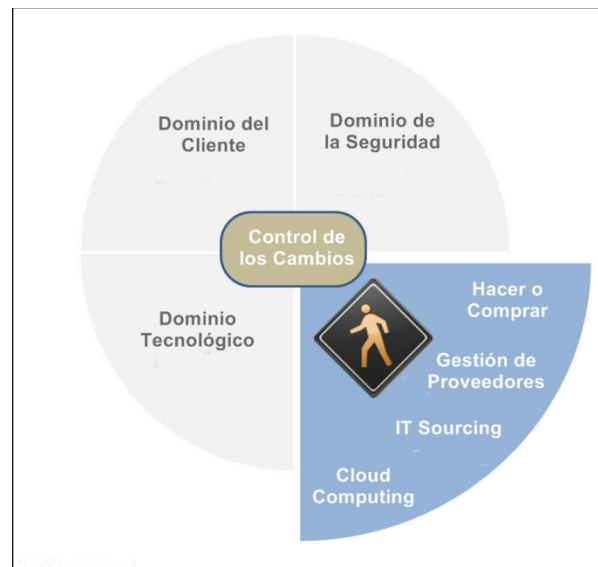 Dominio del
Cliente
Dominio de
la Seguridad
Control de
los Cambios
Dominio
Tecnológico
Hacer o
Comprar
Gestión de
Proveedores
IT Sourcing
Cloud
Computing